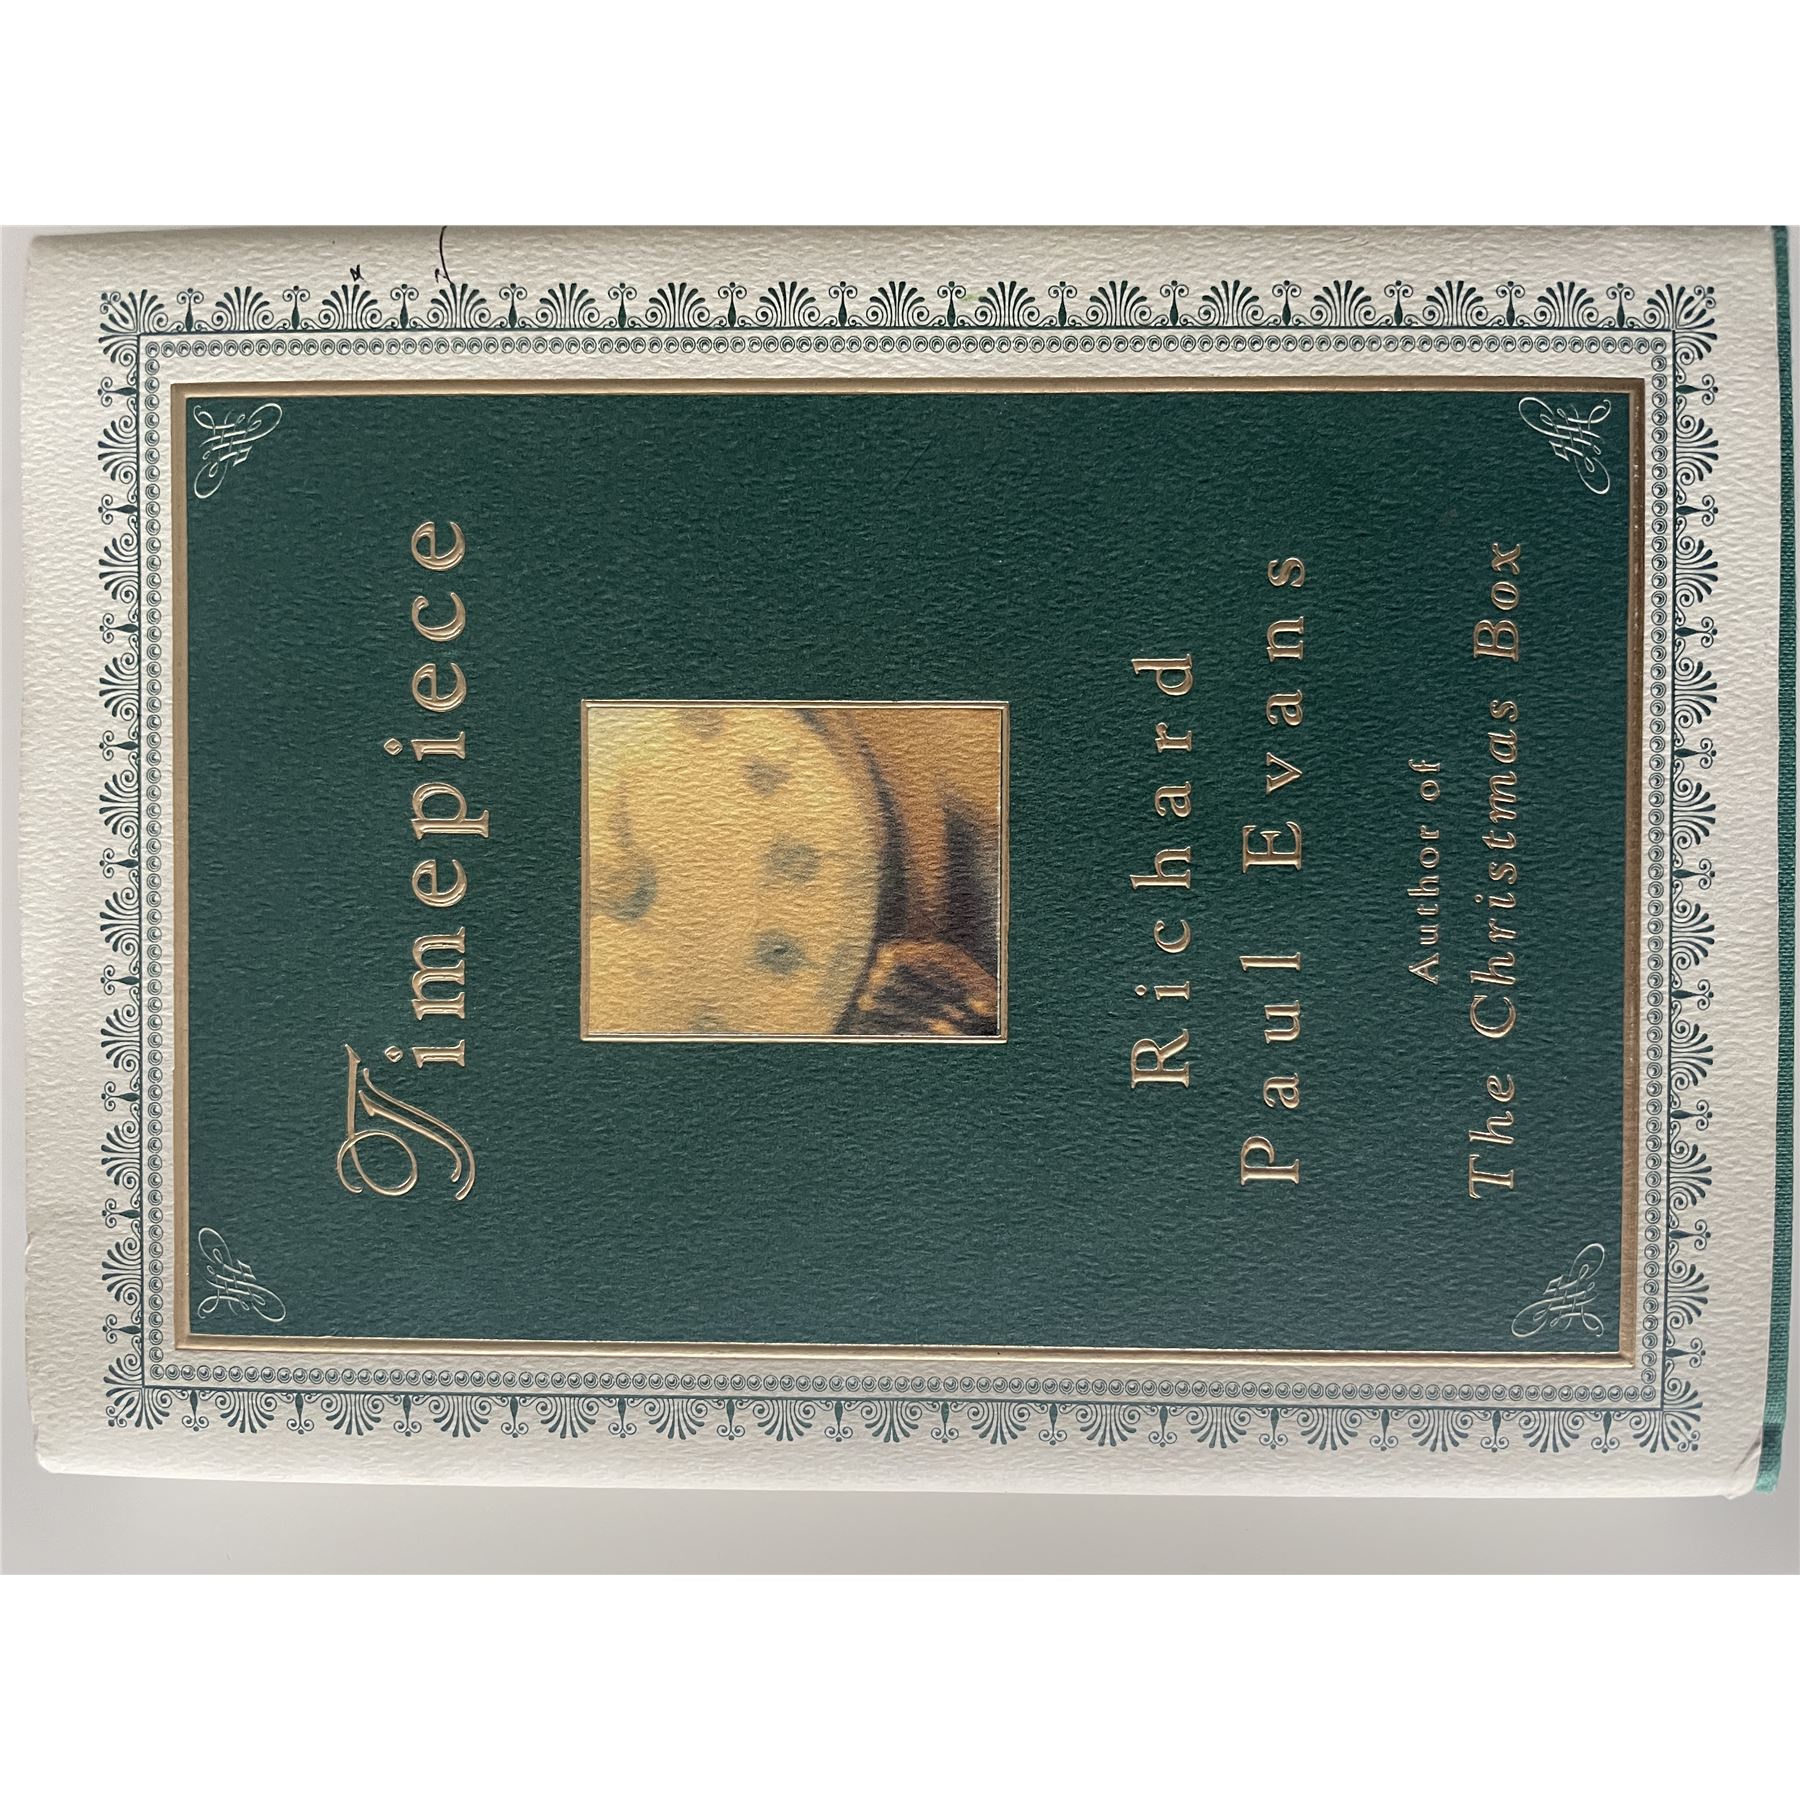 Timepiece
Richard
Paul Evans
Author of
The Christmas Box